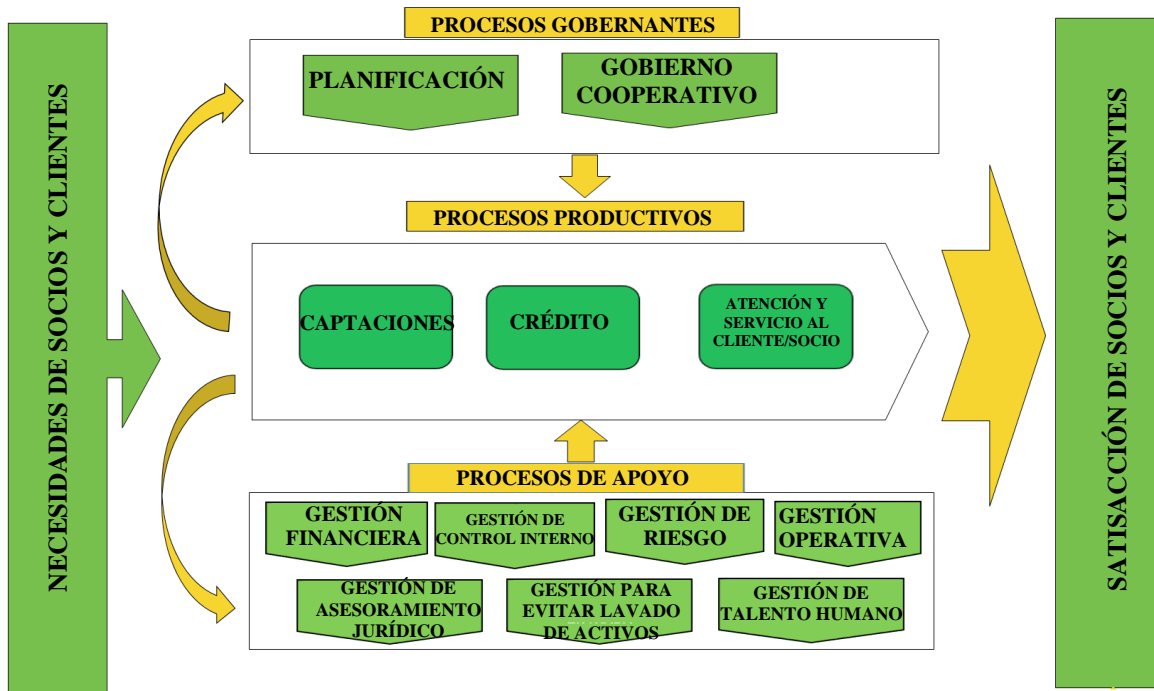 NECESIDADES DE SOCIOS Y CLIENTES
PROCESOS GOBERNANTES
PLANIFICACIÓN
GOBIERNO
COOPERATIVO
PROCESOS PRODUCTIVOS
CAPTACIONES
CRÉDITO
ATENCIÓN Y
SERVICIO AL
CLIENTE/SOCIO
PROCESOS DE APOYO
GESTIÓN
FINANCIERA
GESTIÓN DE
CONTROL INTERNO
GESTIÓN DE
RIESGO
GESTIÓN
OPERATIVA
GESTIÓN DE
ASESORAMIENTO
JURÍDICO
GESTIÓN PARA
EVITAR LAVADO
DE ACTIVOS
GESTIÓN DE
TALENTO HUMANO
SATISACCIÓN DE SOCIOS Y CLIENTES